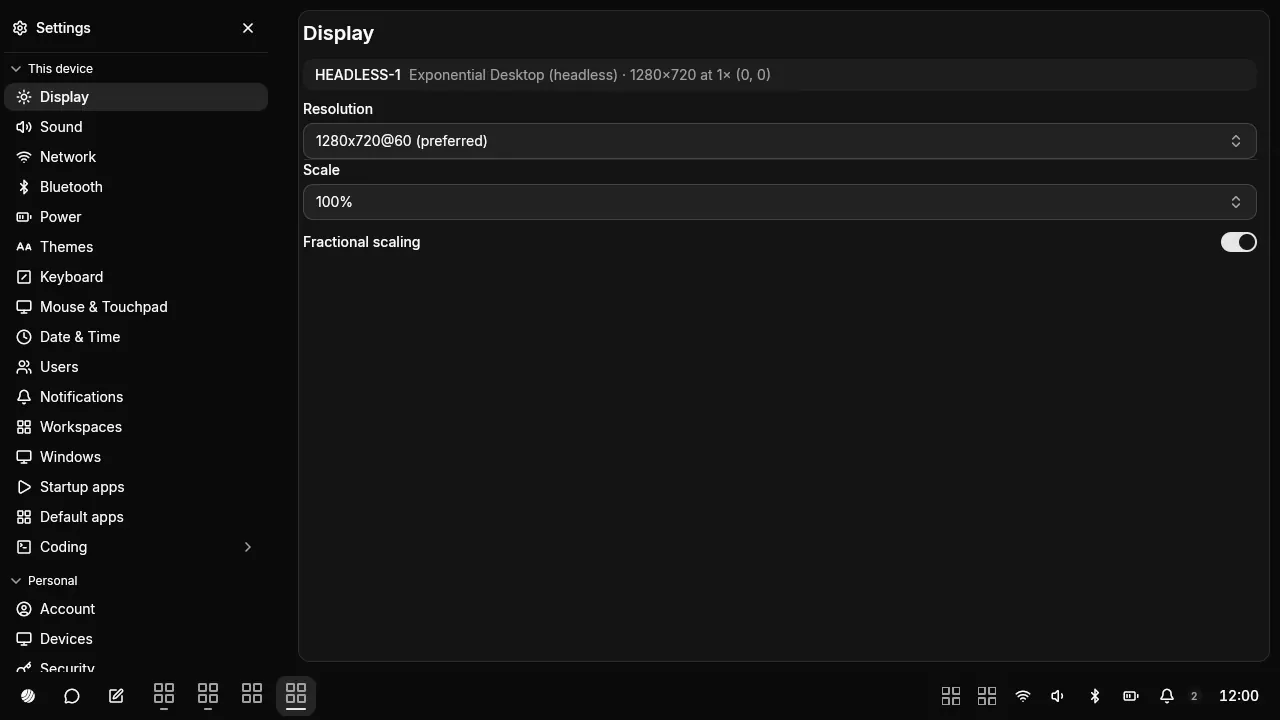 Settings
This device
Display
Sound
Network
Bluetooth
Power
Themes
Keyboard
Mouse & Touchpad
Date & Time
Users
Notifications
Workspaces
Windows
Startup apps
Default apps
Coding
Personal
Account
Devices
Security
Display
HEADLESS-1 Exponential Desktop (headless) · 1280×720 at 1× (0, 0)
Resolution
1280x720@60 (preferred)
Scale
100%
Fractional scaling
2
12:00